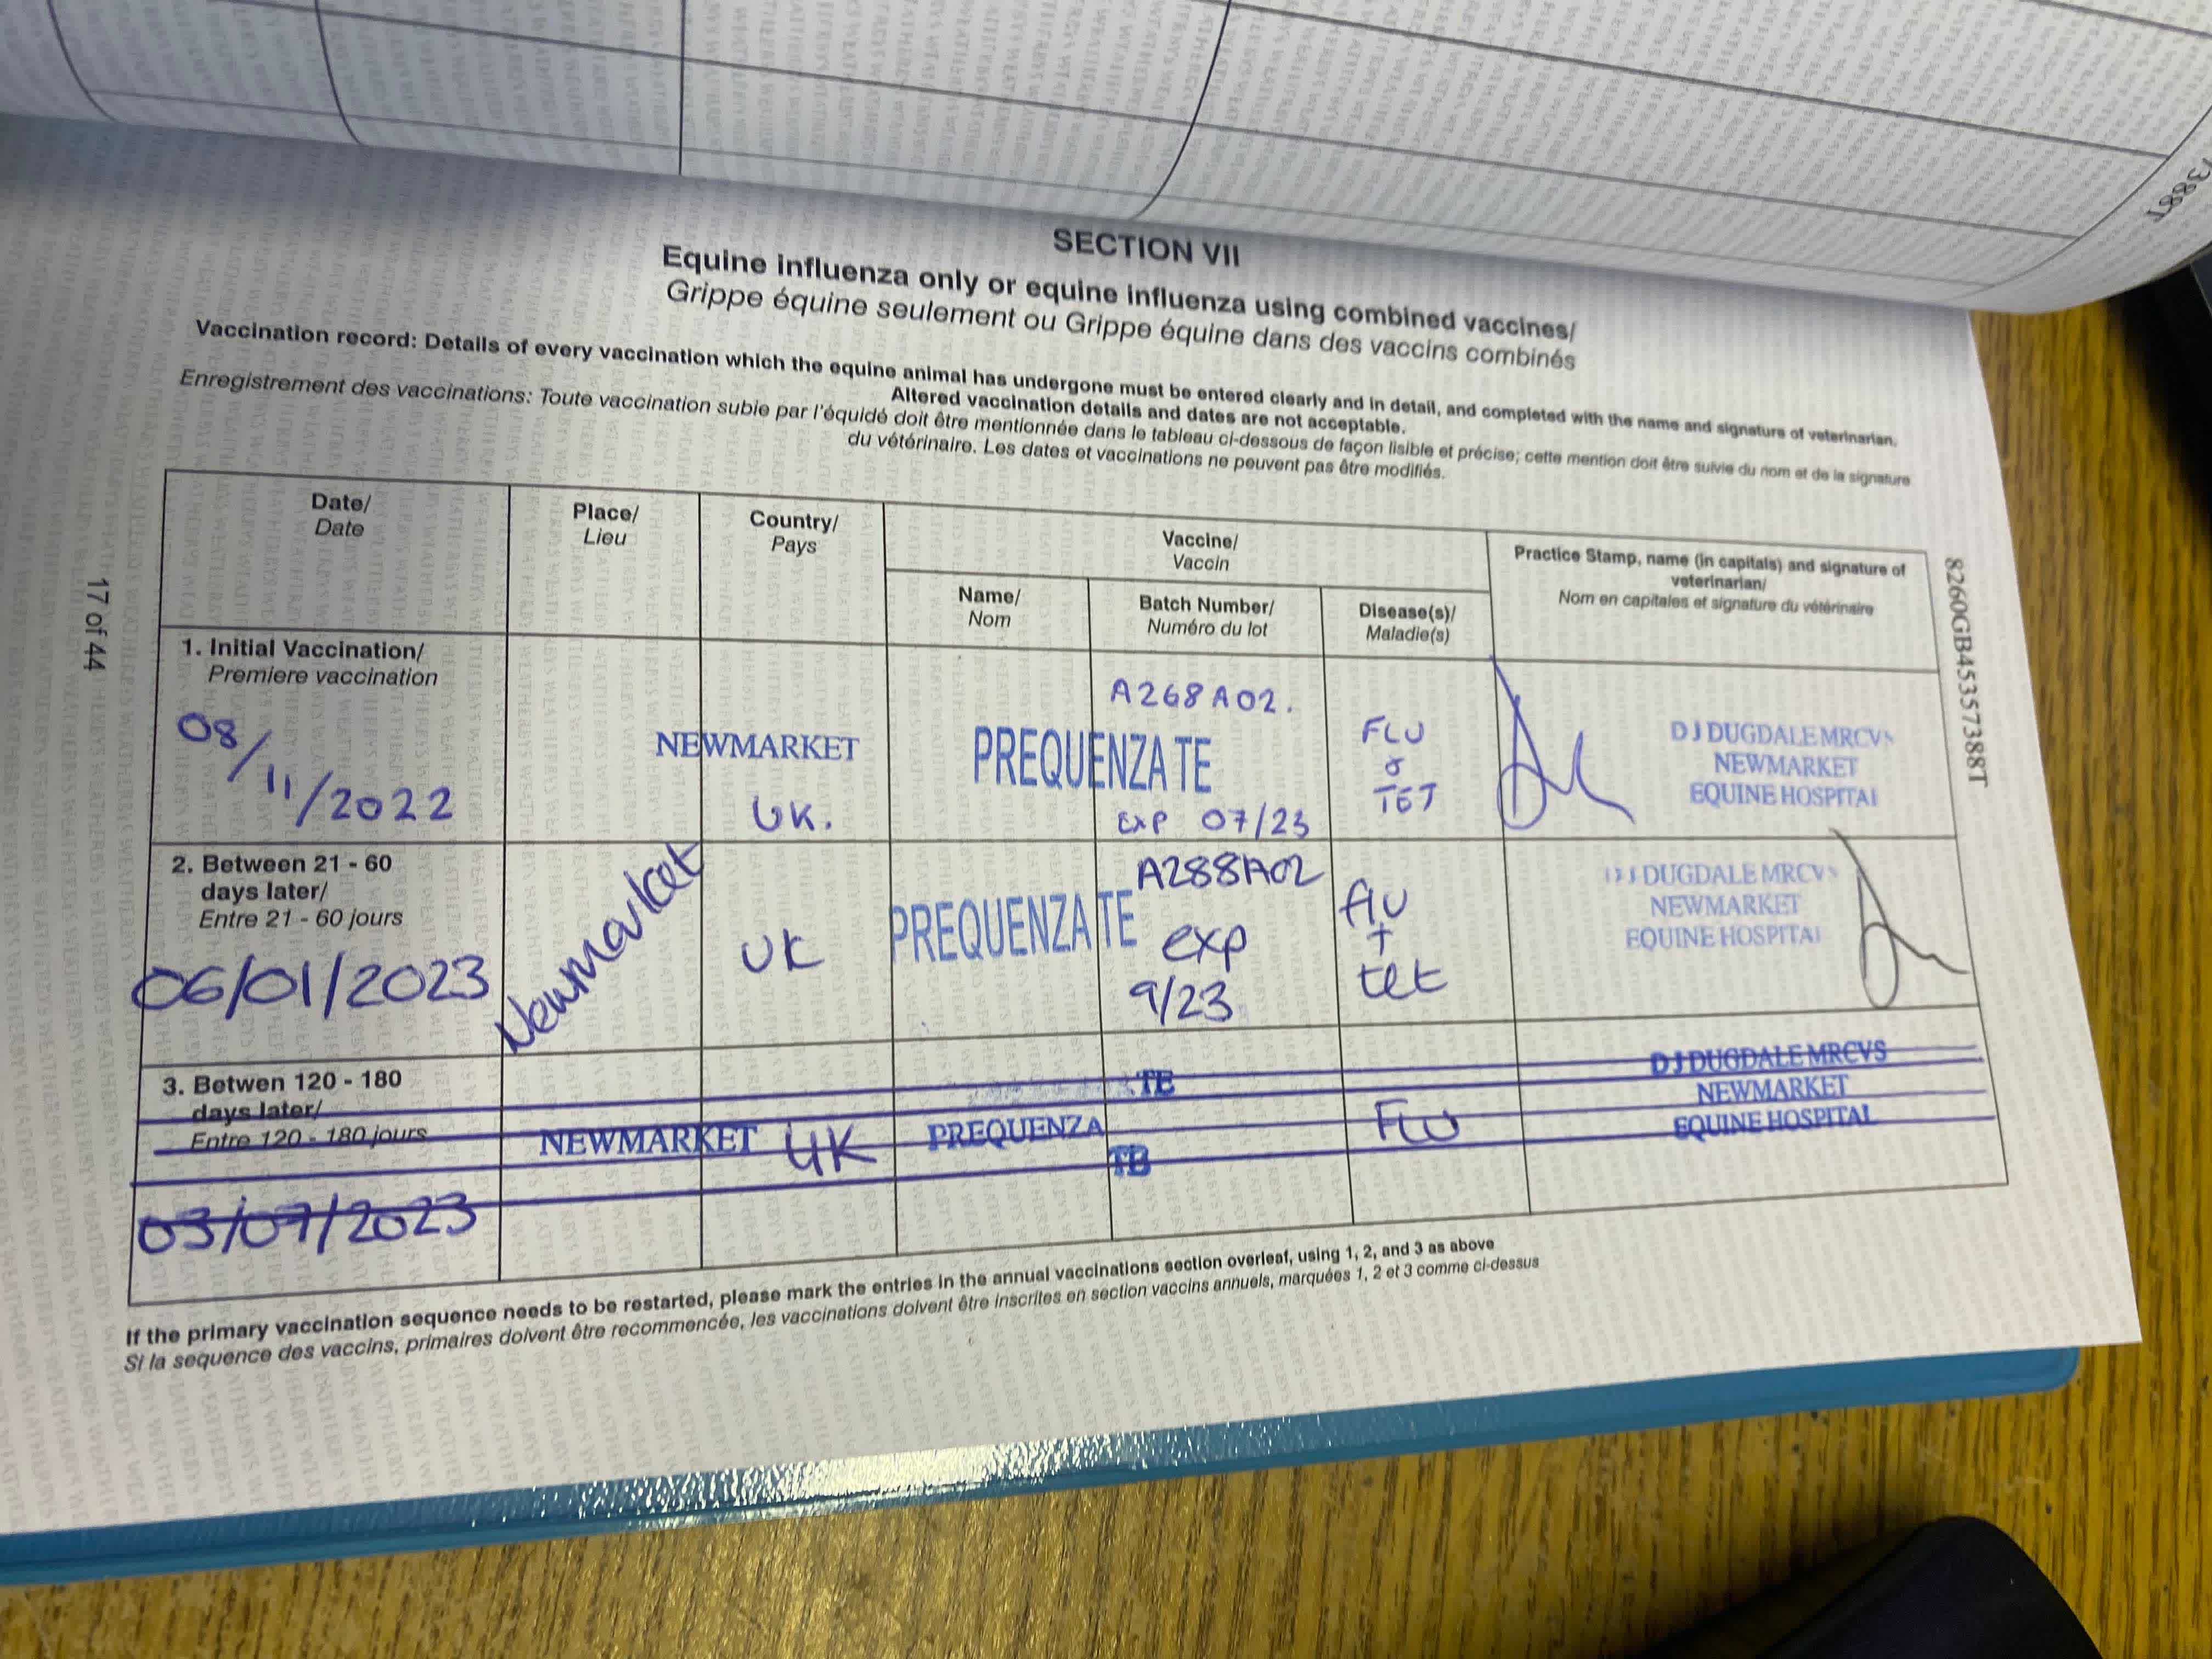 388T
SECTION VII
Equine influenza only or equine influenza using combined vaccines/
Grippe équine seulement ou Grippe équine dans des vaccins combinés
Vaccination record: Details of every vaccination which the equine animal has undergone must be entered clearly and in detail, and completed with the name and signature of veterinarian.
Altered vaccination details and dates are not acceptable.
Enregistrement des vaccinations: Toute vaccination subie par l'équidé doit être mentionnée dans le tableau ci-dessous de façon lisible et précise; cette mention doit être suivie du nom et de la signature
du vétérinaire. Les dates et vaccinations ne peuvent pas être modifiés.
Date/
Date
Place/
Lieu
Country/
Pays
Vaccine/
Vaccin
Name/
Nom
Batch Number/
Numéro du lot
Disease(s)/
Maladie(s)
Practice Stamp, name (in capitals) and signature of
veterinarian/
Nom en capitales et signature du vétérinaire
1. Initial Vaccination/
Premiere vaccination
08/11/2022
NEWMARKET
UK.
PREQUENZA TE
A268A02.
EXP 07/23
FLU
&
TET
D J DUGDALE MRCVS
NEWMARKET
EQUINE HOSPITAL
2. Between 21 - 60
days later/
Entre 21 - 60 jours
06/01/2023
Newmarket
UK
PREQUENZA TE
A288A02
exp
9/23
flu
+
tet
D J DUGDALE MRCVS
NEWMARKET
EQUINE HOSPITAL
3. Betwen 120 - 180
days later/
Entre 120 - 180 jours
03/07/2023
NEWMARKET
UK
PREQUENZA
TE
FLU
D J DUGDALE MRCVS
NEWMARKET
EQUINE HOSPITAL
If the primary vaccination sequence needs to be restarted, please mark the entries in the annual vaccinations section overleaf, using 1, 2, and 3 as above
Si la sequence des vaccins, primaires doivent être recommencée, les vaccinations doivent être inscrites en section vaccins annuels, marquées 1, 2 et 3 comme ci-dessus
17 of 44
8260GB45357388T